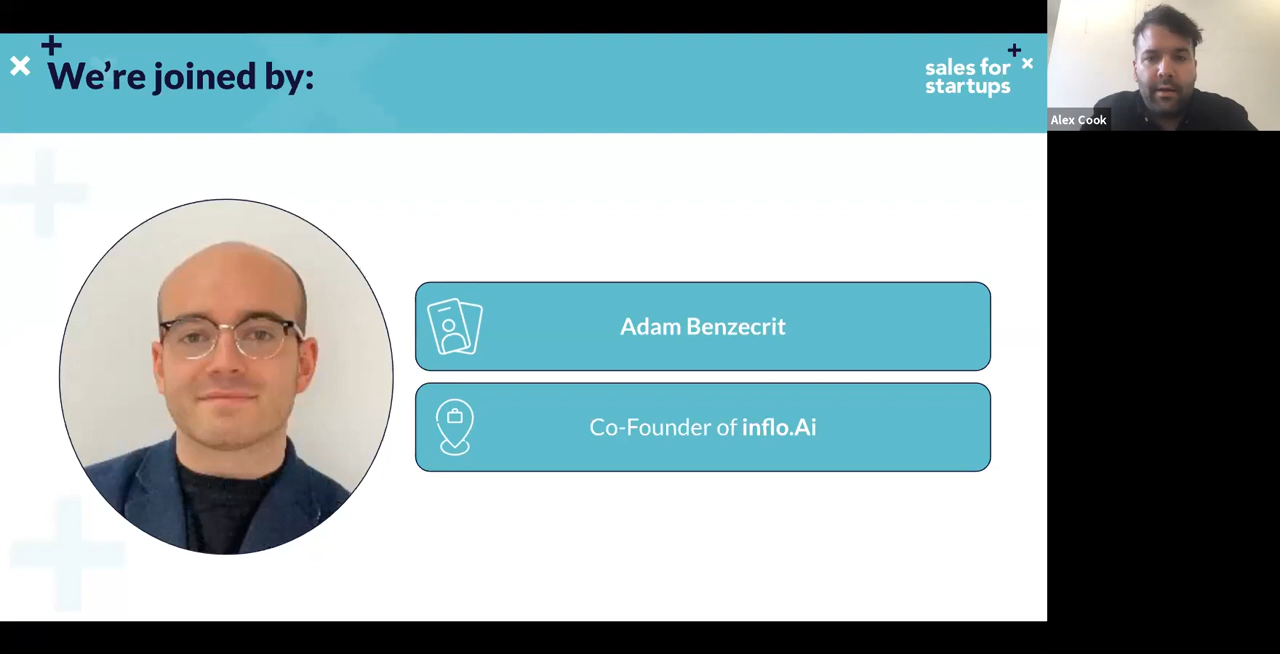 We're joined by:
sales for
startups
Alex Cook
Adam Benzecrit
Co-Founder of inflo.Ai